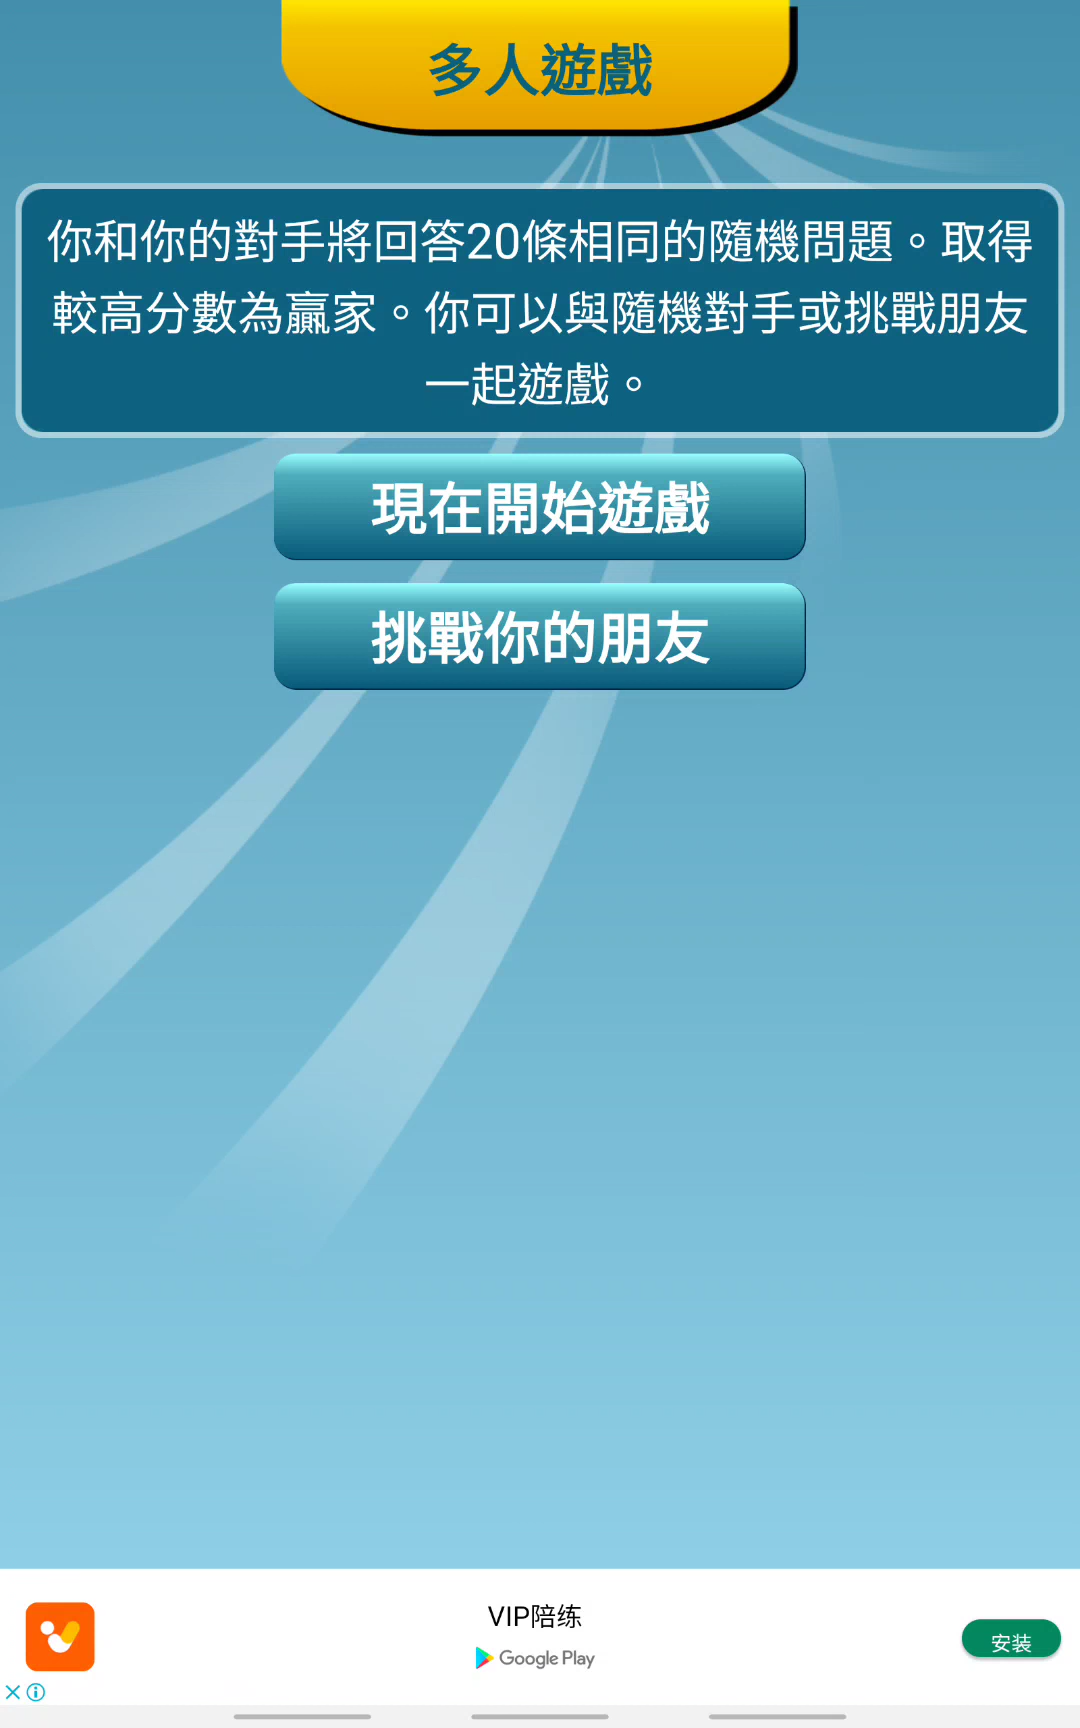 多人遊戲
你和你的對手將回答20條相同的隨機問題。取得
較高分數為贏家。你可以與隨機對手或挑戰朋友
一起遊戲。
現在開始遊戲
挑戰你的朋友
VIP陪练
Google Play
安装